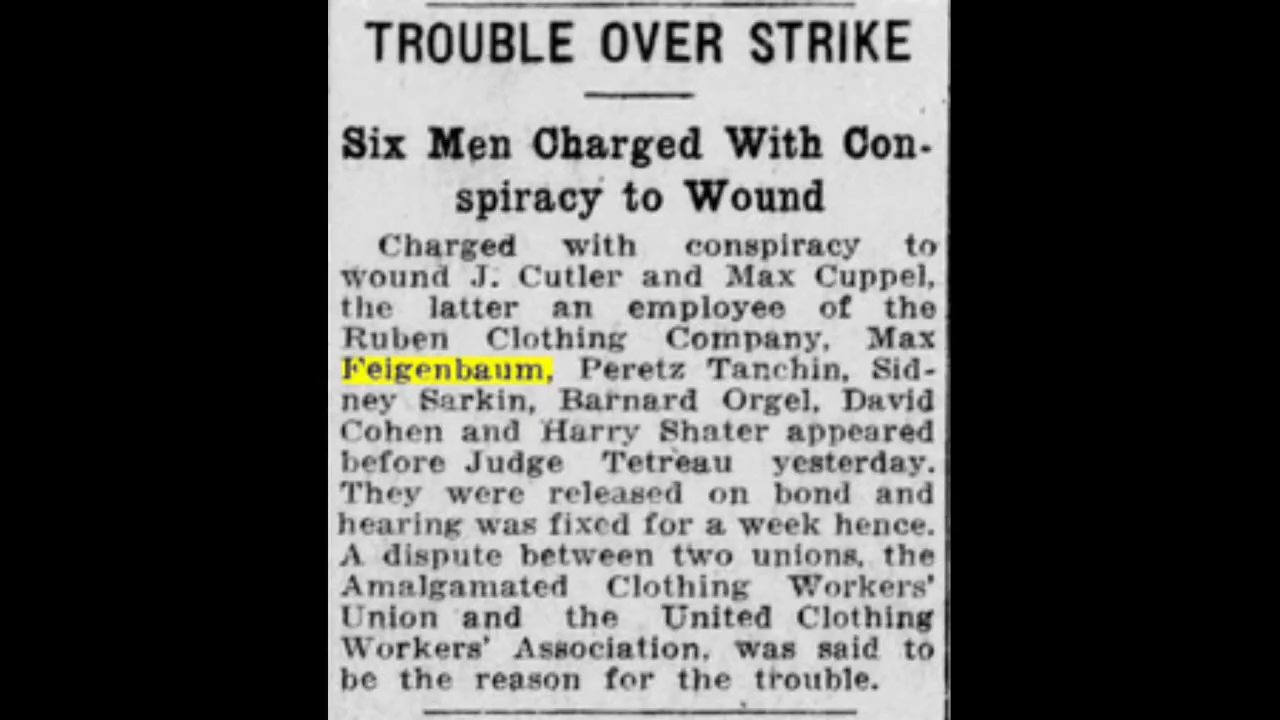 TROUBLE OVER STRIKE
Six Men Charged With Con-
spiracy to Wound
Charged with conspiracy to
wound J. Cutler and Max Cuppel,
the latter an employee of the
Ruben Clothing Company, Max
Feigenbaum, Peretz Tanchin, Sid-
ney Sarkin, Barnard Orgel, David
Cohen and Harry Shater appeared
before Judge Tetreau yesterday.
They were released on bond and
hearing was fixed for a week hence.
A dispute between two unions, the
Amalgamated Clothing Workers'
Union and the United Clothing
Workers' Association, was said to
be the reason for the trouble.